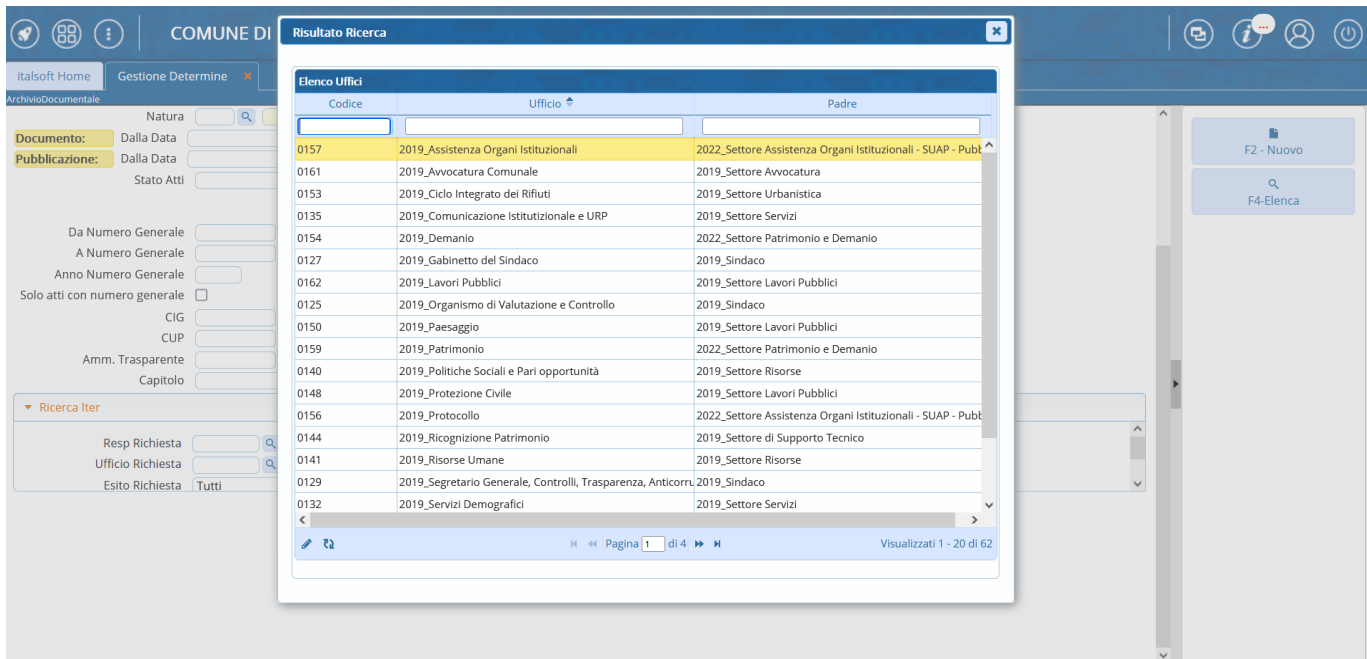 COMUNE DI
...
italsoft Home
Gestione Determine ×
ArchivioDocumentale
Natura
Documento: Dalla Data
Pubblicazione: Dalla Data
Stato Atti
Da Numero Generale
A Numero Generale
Anno Numero Generale
Solo atti con numero generale
CIG
CUP
Amm. Trasparente
Capitolo
Ricerca Iter
Resp Richiesta
Ufficio Richiesta
Esito Richiesta Tutti
Risultato Ricerca
Elenco Uffici
Codice Ufficio Padre
0157 2019_Assistenza Organi Istituzionali 2022_Settore Assistenza Organi Istituzionali - SUAP - Pubb
0161 2019_Avvocatura Comunale 2019_Settore Avvocatura
0153 2019_Ciclo Integrato dei Rifiuti 2019_Settore Urbanistica
0135 2019_Comunicazione Istitutizionale e URP 2019_Settore Servizi
0154 2019_Demanio 2022_Settore Patrimonio e Demanio
0127 2019_Gabinetto del Sindaco 2019_Sindaco
0162 2019_Lavori Pubblici 2019_Settore Lavori Pubblici
0125 2019_Organismo di Valutazione e Controllo 2019_Sindaco
0150 2019_Paesaggio 2019_Settore Lavori Pubblici
0159 2019_Patrimonio 2022_Settore Patrimonio e Demanio
0140 2019_Politiche Sociali e Pari opportunità 2019_Settore Risorse
0148 2019_Protezione Civile 2019_Settore Lavori Pubblici
0156 2019_Protocollo 2022_Settore Assistenza Organi Istituzionali - SUAP - Pubb
0144 2019_Ricognizione Patrimonio 2019_Settore di Supporto Tecnico
0141 2019_Risorse Umane 2019_Settore Risorse
0129 2019_Segretario Generale, Controlli, Trasparenza, Anticorru 2019_Sindaco
0132 2019_Servizi Demografici 2019_Settore Servizi
Pagina 1 di 4
Visualizzati 1 - 20 di 62
F2 - Nuovo
F4-Elenca